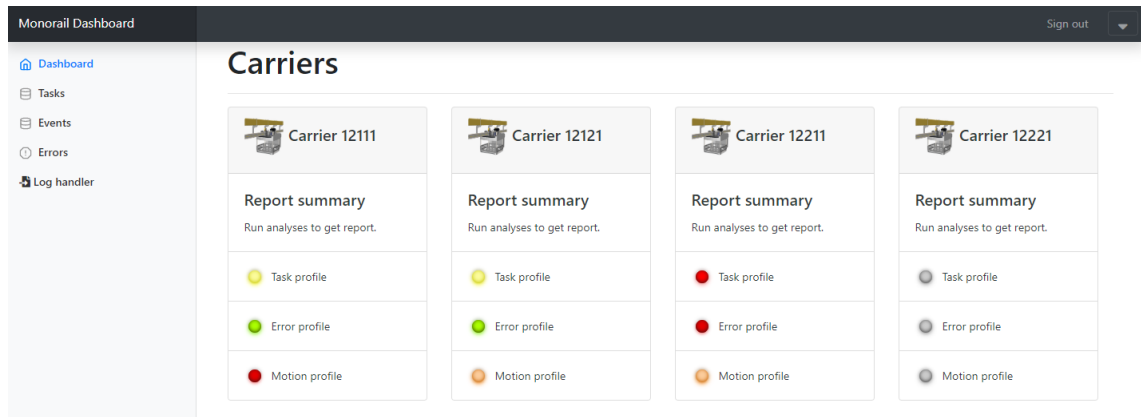 Monorail Dashboard
Sign out
Dashboard
Tasks
Events
Errors
Log handler
Carriers
Carrier 12111
Report summary
Run analyses to get report.
Task profile
Error profile
Motion profile
Carrier 12121
Report summary
Run analyses to get report.
Task profile
Error profile
Motion profile
Carrier 12211
Report summary
Run analyses to get report.
Task profile
Error profile
Motion profile
Carrier 12221
Report summary
Run analyses to get report.
Task profile
Error profile
Motion profile